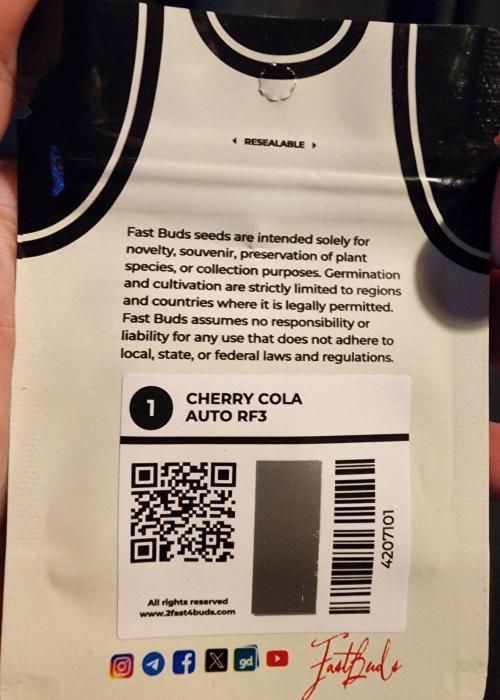 RESEALABLE
Fast Buds seeds are intended solely for
novelty, souvenir, preservation of plant
species, or collection purposes. Germination
and cultivation are strictly limited to regions
and countries where it is legally permitted.
Fast Buds assumes no responsibility or
liability for any use that does not adhere to
local, state, or federal laws and regulations.
1
CHERRY COLA
AUTO RF3
4207101
All rights reserved
www.2fast4buds.com
gd
FastBuds